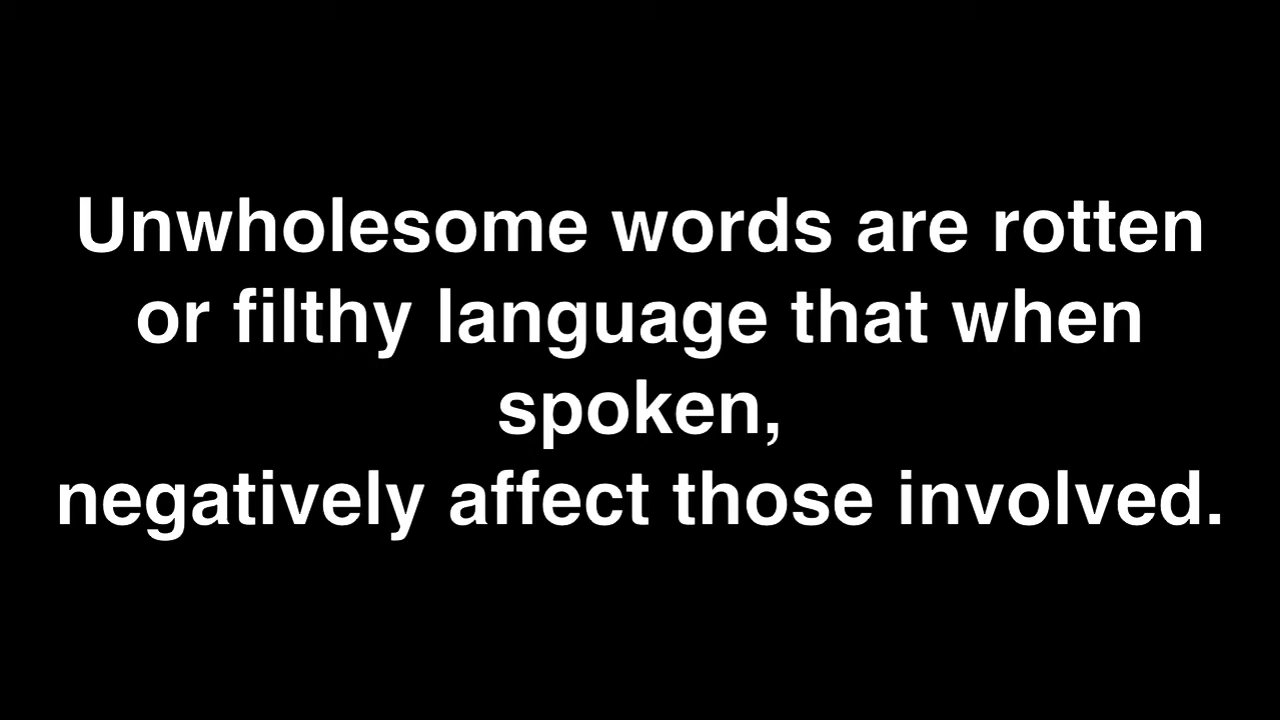 Unwholesome words are rotten
or filthy language that when
spoken,
negatively affect those involved.